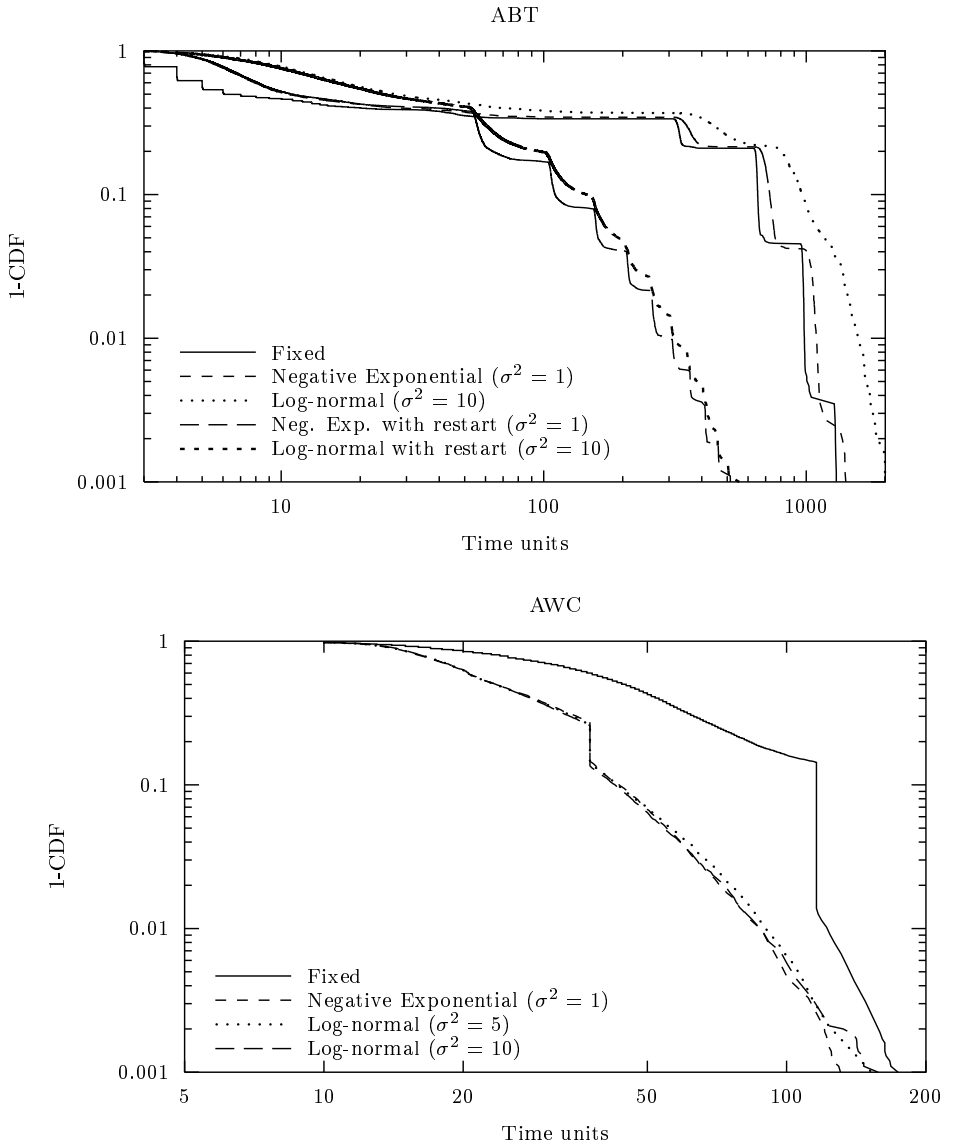 ABT
1
0.1
0.01
0.001
1-CDF
Fixed
Negative Exponential (σ² = 1)
Log-normal (σ² = 10)
Neg. Exp. with restart (σ² = 1)
Log-normal with restart (σ² = 10)
10
100
1000
Time units
AWC
1
0.1
0.01
0.001
1-CDF
Fixed
Negative Exponential (σ² = 1)
Log-normal (σ² = 5)
Log-normal (σ² = 10)
5
10
20
50
100
200
Time units